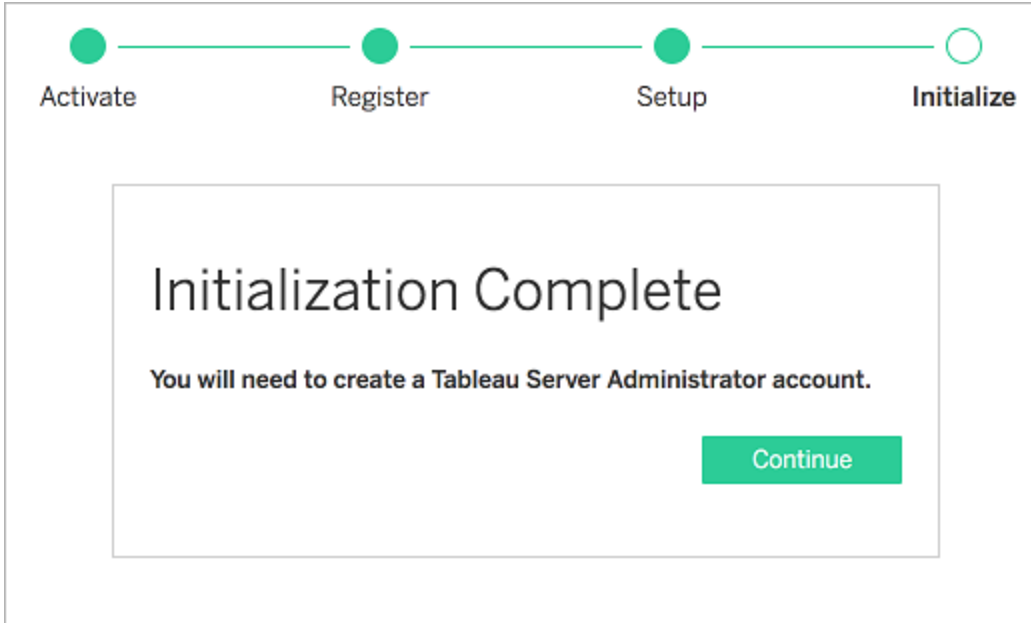 Activate
Register
Setup
Initialize
Initialization Complete
You will need to create a Tableau Server Administrator account.
Continue